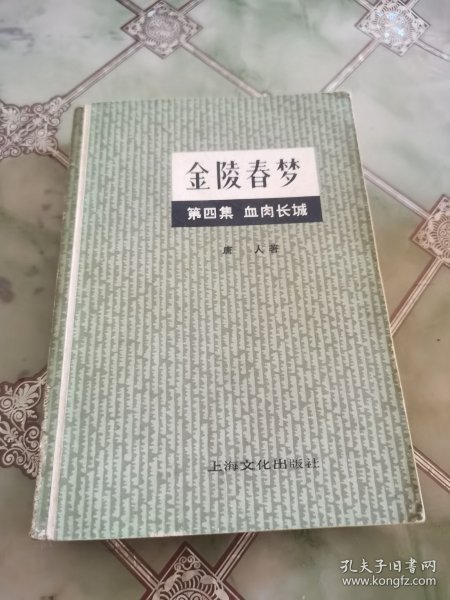 金陵春梦
第四集 血肉长城
唐 人著
上海文化出版社
孔夫子旧书网
www.kongfz.com